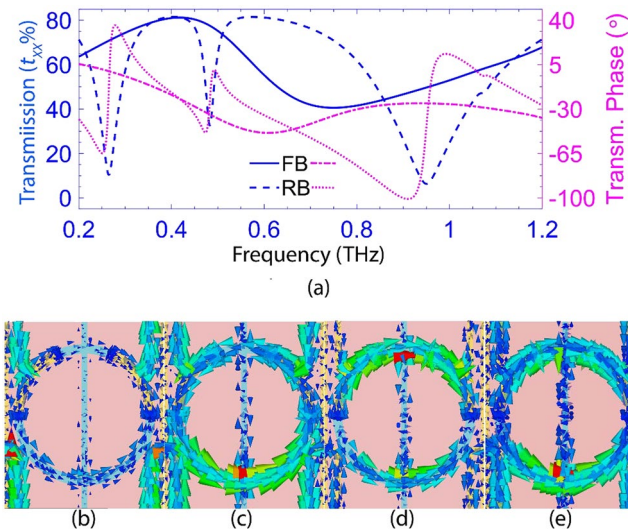 Transmiission (t_XX%)
80
60
40
20
0
40
5
-30
-65
-100
Transm. Phase (°)
FB
RB
0.2 0.4 0.6 0.8 1 1.2
Frequency (THz)
(a)
(b) (c) (d) (e)